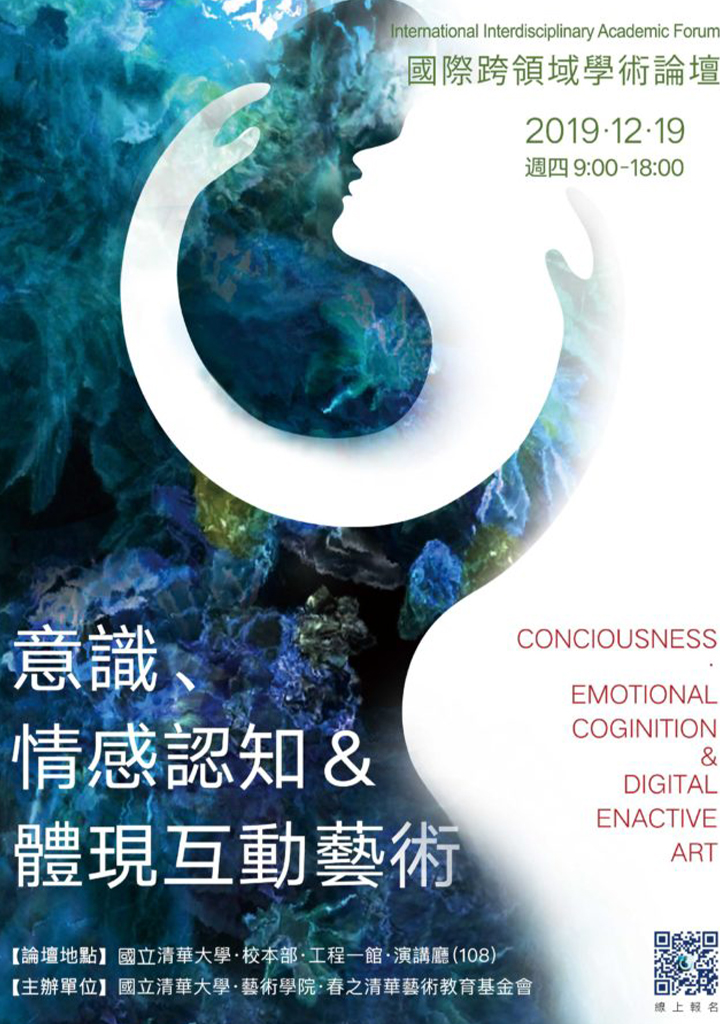 International Interdisciplinary Academic Forum
國際跨領域學術論壇
2019·12·19
週四 9:00-18:00
意識、
情感認知&
體現互動藝術
CONCIOUSNESS
·
EMOTIONAL
COGINITION
&
DIGITAL
ENACTIVE
ART
【論壇地點】國立清華大學·校本部·工程一館·演講廳(108)
【主辦單位】國立清華大學·藝術學院·春之清華藝術教育基金會
線上報名